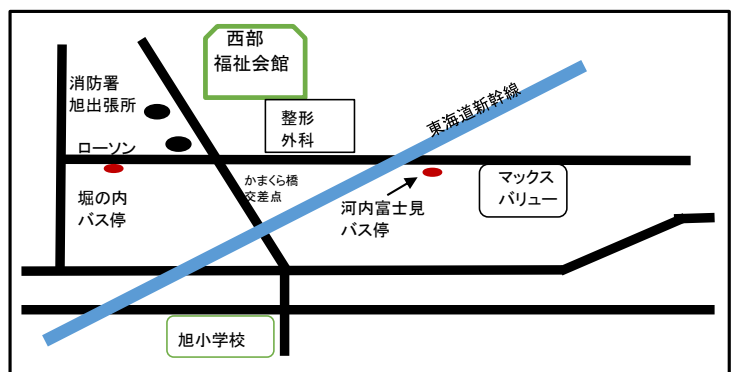 西部
福祉会館
消防署
旭出張所
整形
外科
東海道新幹線
ローソン
かまくら橋
交差点
堀の内
バス停
河内富士見
バス停
マックス
バリュー
旭小学校